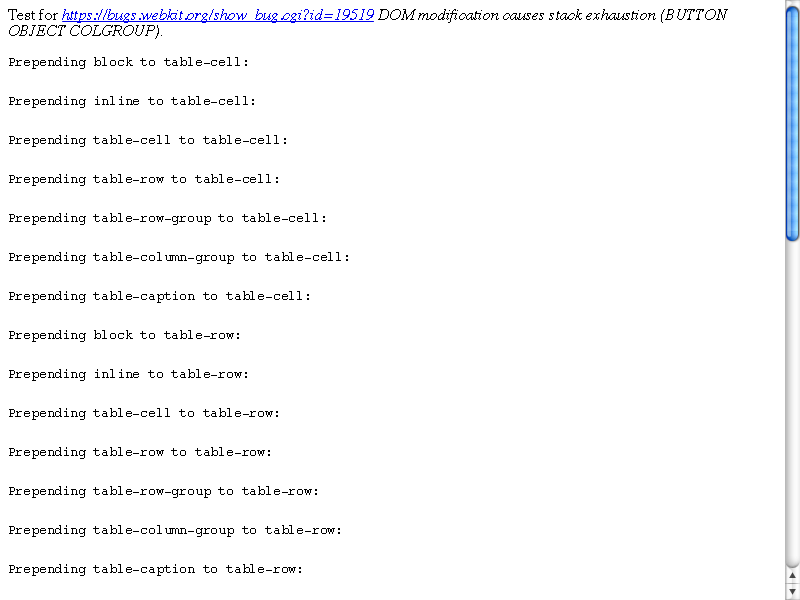 Test for https://bugs.webkit.org/show_bug.cgi?id=19519 DOM modification causes stack exhaustion (BUTTON
OBJECT COLGROUP).
Prepending block to table-cell:
Prepending inline to table-cell:
Prepending table-cell to table-cell:
Prepending table-row to table-cell:
Prepending table-row-group to table-cell:
Prepending table-column-group to table-cell:
Prepending table-caption to table-cell:
Prepending block to table-row:
Prepending inline to table-row:
Prepending table-cell to table-row:
Prepending table-row to table-row:
Prepending table-row-group to table-row:
Prepending table-column-group to table-row:
Prepending table-caption to table-row: